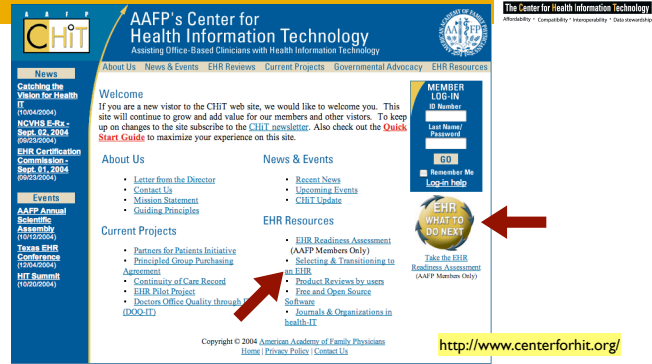 The Center for Health Information Technology
Affordability * Compatibility * Interoperability * Data stewardship
A A F P
CHiT
AAFP's Center for
Health Information Technology
Assisting Office-Based Clinicians with Health Information Technology
About Us News & Events EHR Reviews Current Projects Governmental Advocacy EHR Resources
News
Catching the
Vision for Health
IT
(10/04/2004)
NCVHS E-Rx -
Sept. 02, 2004
(09/23/2004)
EHR Certification
Commission -
Sept. 01, 2004
(09/23/2004)
Events
AAFP Annual
Scientific
Assembly
(10/12/2004)
Texas EHR
Conference
(12/04/2004)
HIT Summit
(10/20/2004)
Welcome
If you are a new vistor to the CHiT web site, we would like to welcome you. This
site will continue to grow and add value for our members and other vistors. To keep
up on changes to the site subscribe to the CHiT newsletter. Also check out the Quick
Start Guide to maximize your experience on this site.
About Us
• Letter from the Director
• Contact Us
• Mission Statement
• Guiding Principles
Current Projects
• Partners for Patients Initiative
• Principled Group Purchasing
Agreement
• Continuity of Care Record
• EHR Pilot Project
• Doctors Office Quality through
(DOQ-IT)
News & Events
• Recent News
• Upcoming Events
• CHiT Update
EHR Resources
• EHR Readiness Assessment
(AAFP Members Only)
• Selecting & Transitioning to
an EHR
• Product Reviews by users
• Free and Open Source
Software
• Journals & Organizations in
health-IT
MEMBER
LOG-IN
ID Number
Last Name/
Password
GO
Remember Me
Log-in help
EHR
WHAT TO
DO NEXT
Take the EHR
Readiness Assessment
(AAFP Members Only)
Copyright © 2004 American Academy of Family Physicians
Home | Privacy Policy | Contact Us
http://www.centerforhit.org/